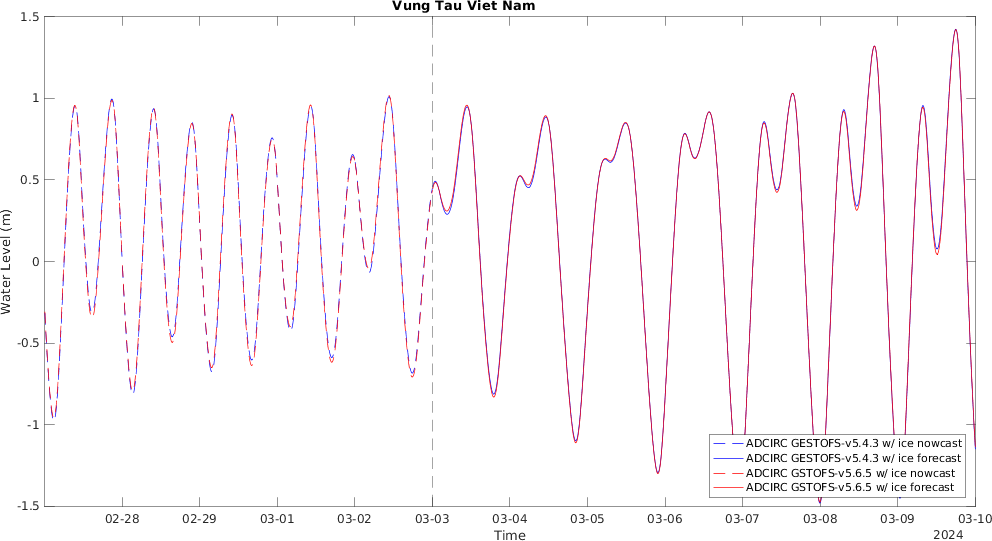 Vung Tau Viet Nam
1.5
1
0.5
0
-0.5
-1
-1.5
Water Level (m)
ADCIRC GESTOFS-v5.4.3 w/ ice nowcast
ADCIRC GESTOFS-v5.4.3 w/ ice forecast
ADCIRC GSTOFS-v5.6.5 w/ ice nowcast
ADCIRC GSTOFS-v5.6.5 w/ ice forecast
02-28 02-29 03-01 03-02 03-03 03-04 03-05 03-06 03-07 03-08 03-09 03-10
Time
2024